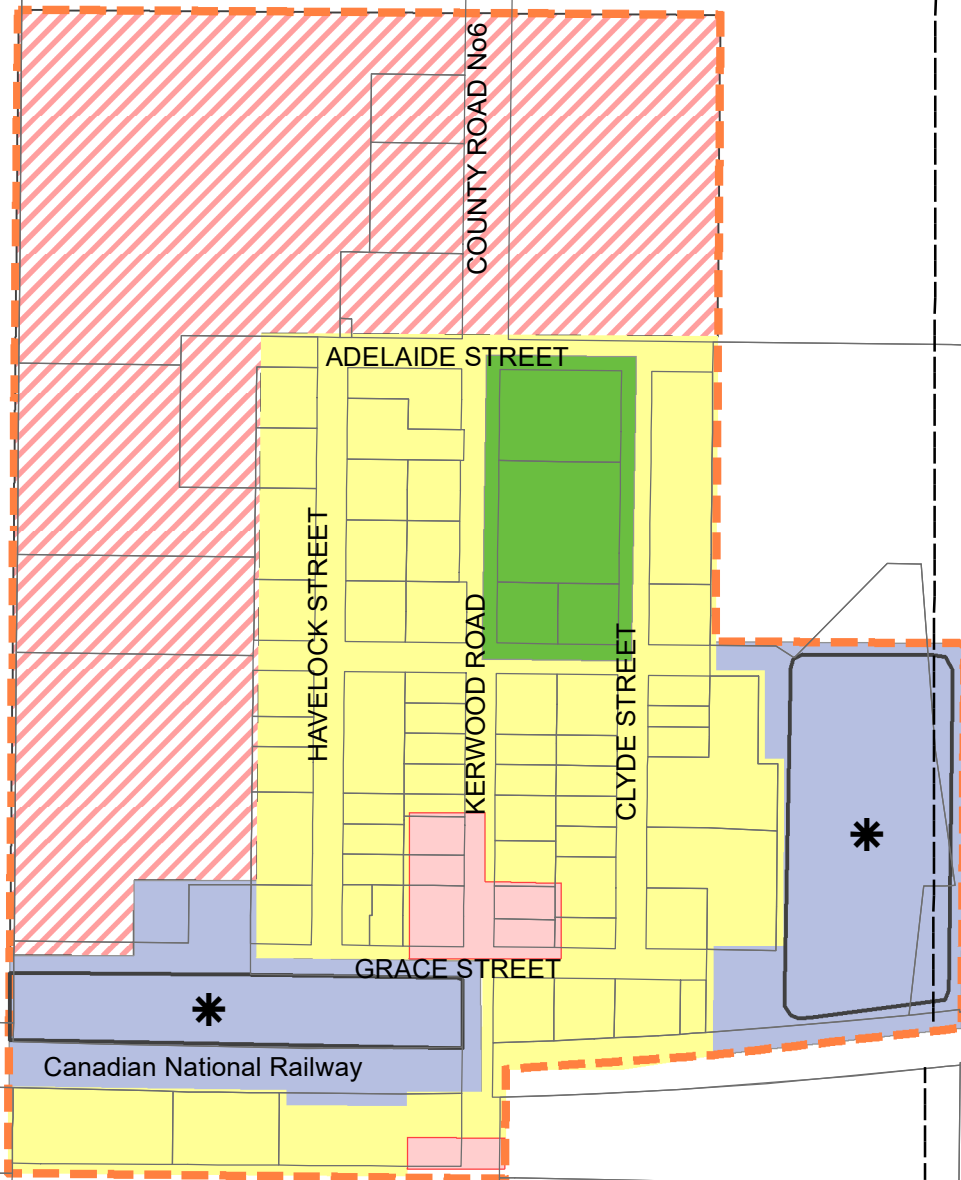 COUNTY ROAD No6
ADELAIDE STREET
HAVELOCK STREET
KERWOOD ROAD
CLYDE STREET
GRACE STREET
Canadian National Railway